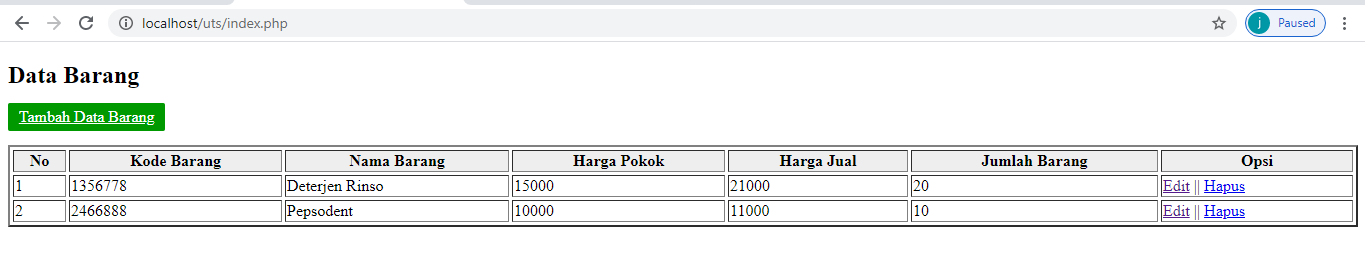 localhost/uts/index.php
j Paused
Data Barang
Tambah Data Barang
No Kode Barang Nama Barang Harga Pokok Harga Jual Jumlah Barang Opsi
1 1356778 Deterjen Rinso 15000 21000 20 Edit || Hapus
2 2466888 Pepsodent 10000 11000 10 Edit || Hapus